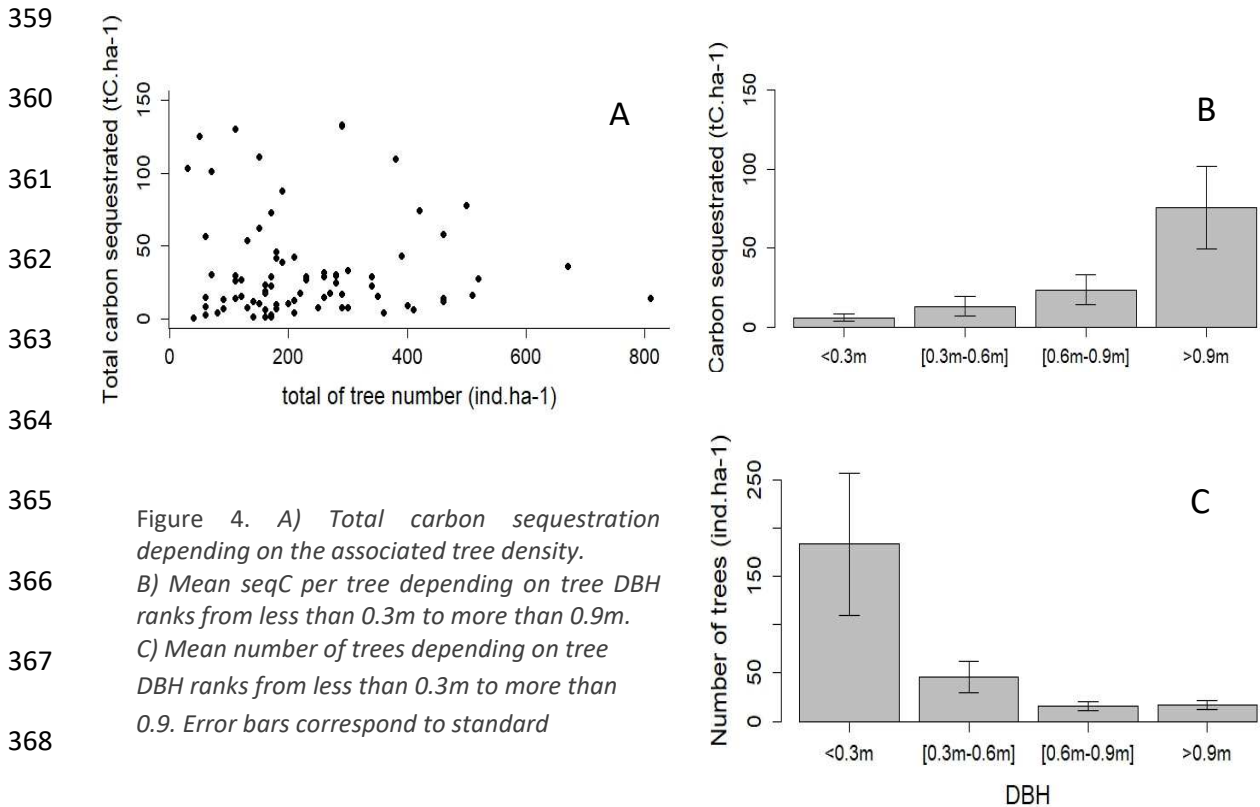 359
360
361
362
363
364
365
366
367
368
Total carbon sequestrated (tC.ha-1)
150
100
50
0
A
0 200 400 600 800
total of tree number (ind.ha-1)
Carbon sequestrated (tC.ha-1)
150
100
50
0
B
<0.3m [0.3m-0.6m] [0.6m-0.9m] >0.9m
Number of trees (ind.ha-1)
250
150
50
0
C
<0.3m [0.3m-0.6m] [0.6m-0.9m] >0.9m
DBH
Figure 4. A) Total carbon sequestration
depending on the associated tree density.
B) Mean seqC per tree depending on tree DBH
ranks from less than 0.3m to more than 0.9m.
C) Mean number of trees depending on tree
DBH ranks from less than 0.3m to more than
0.9. Error bars correspond to standard